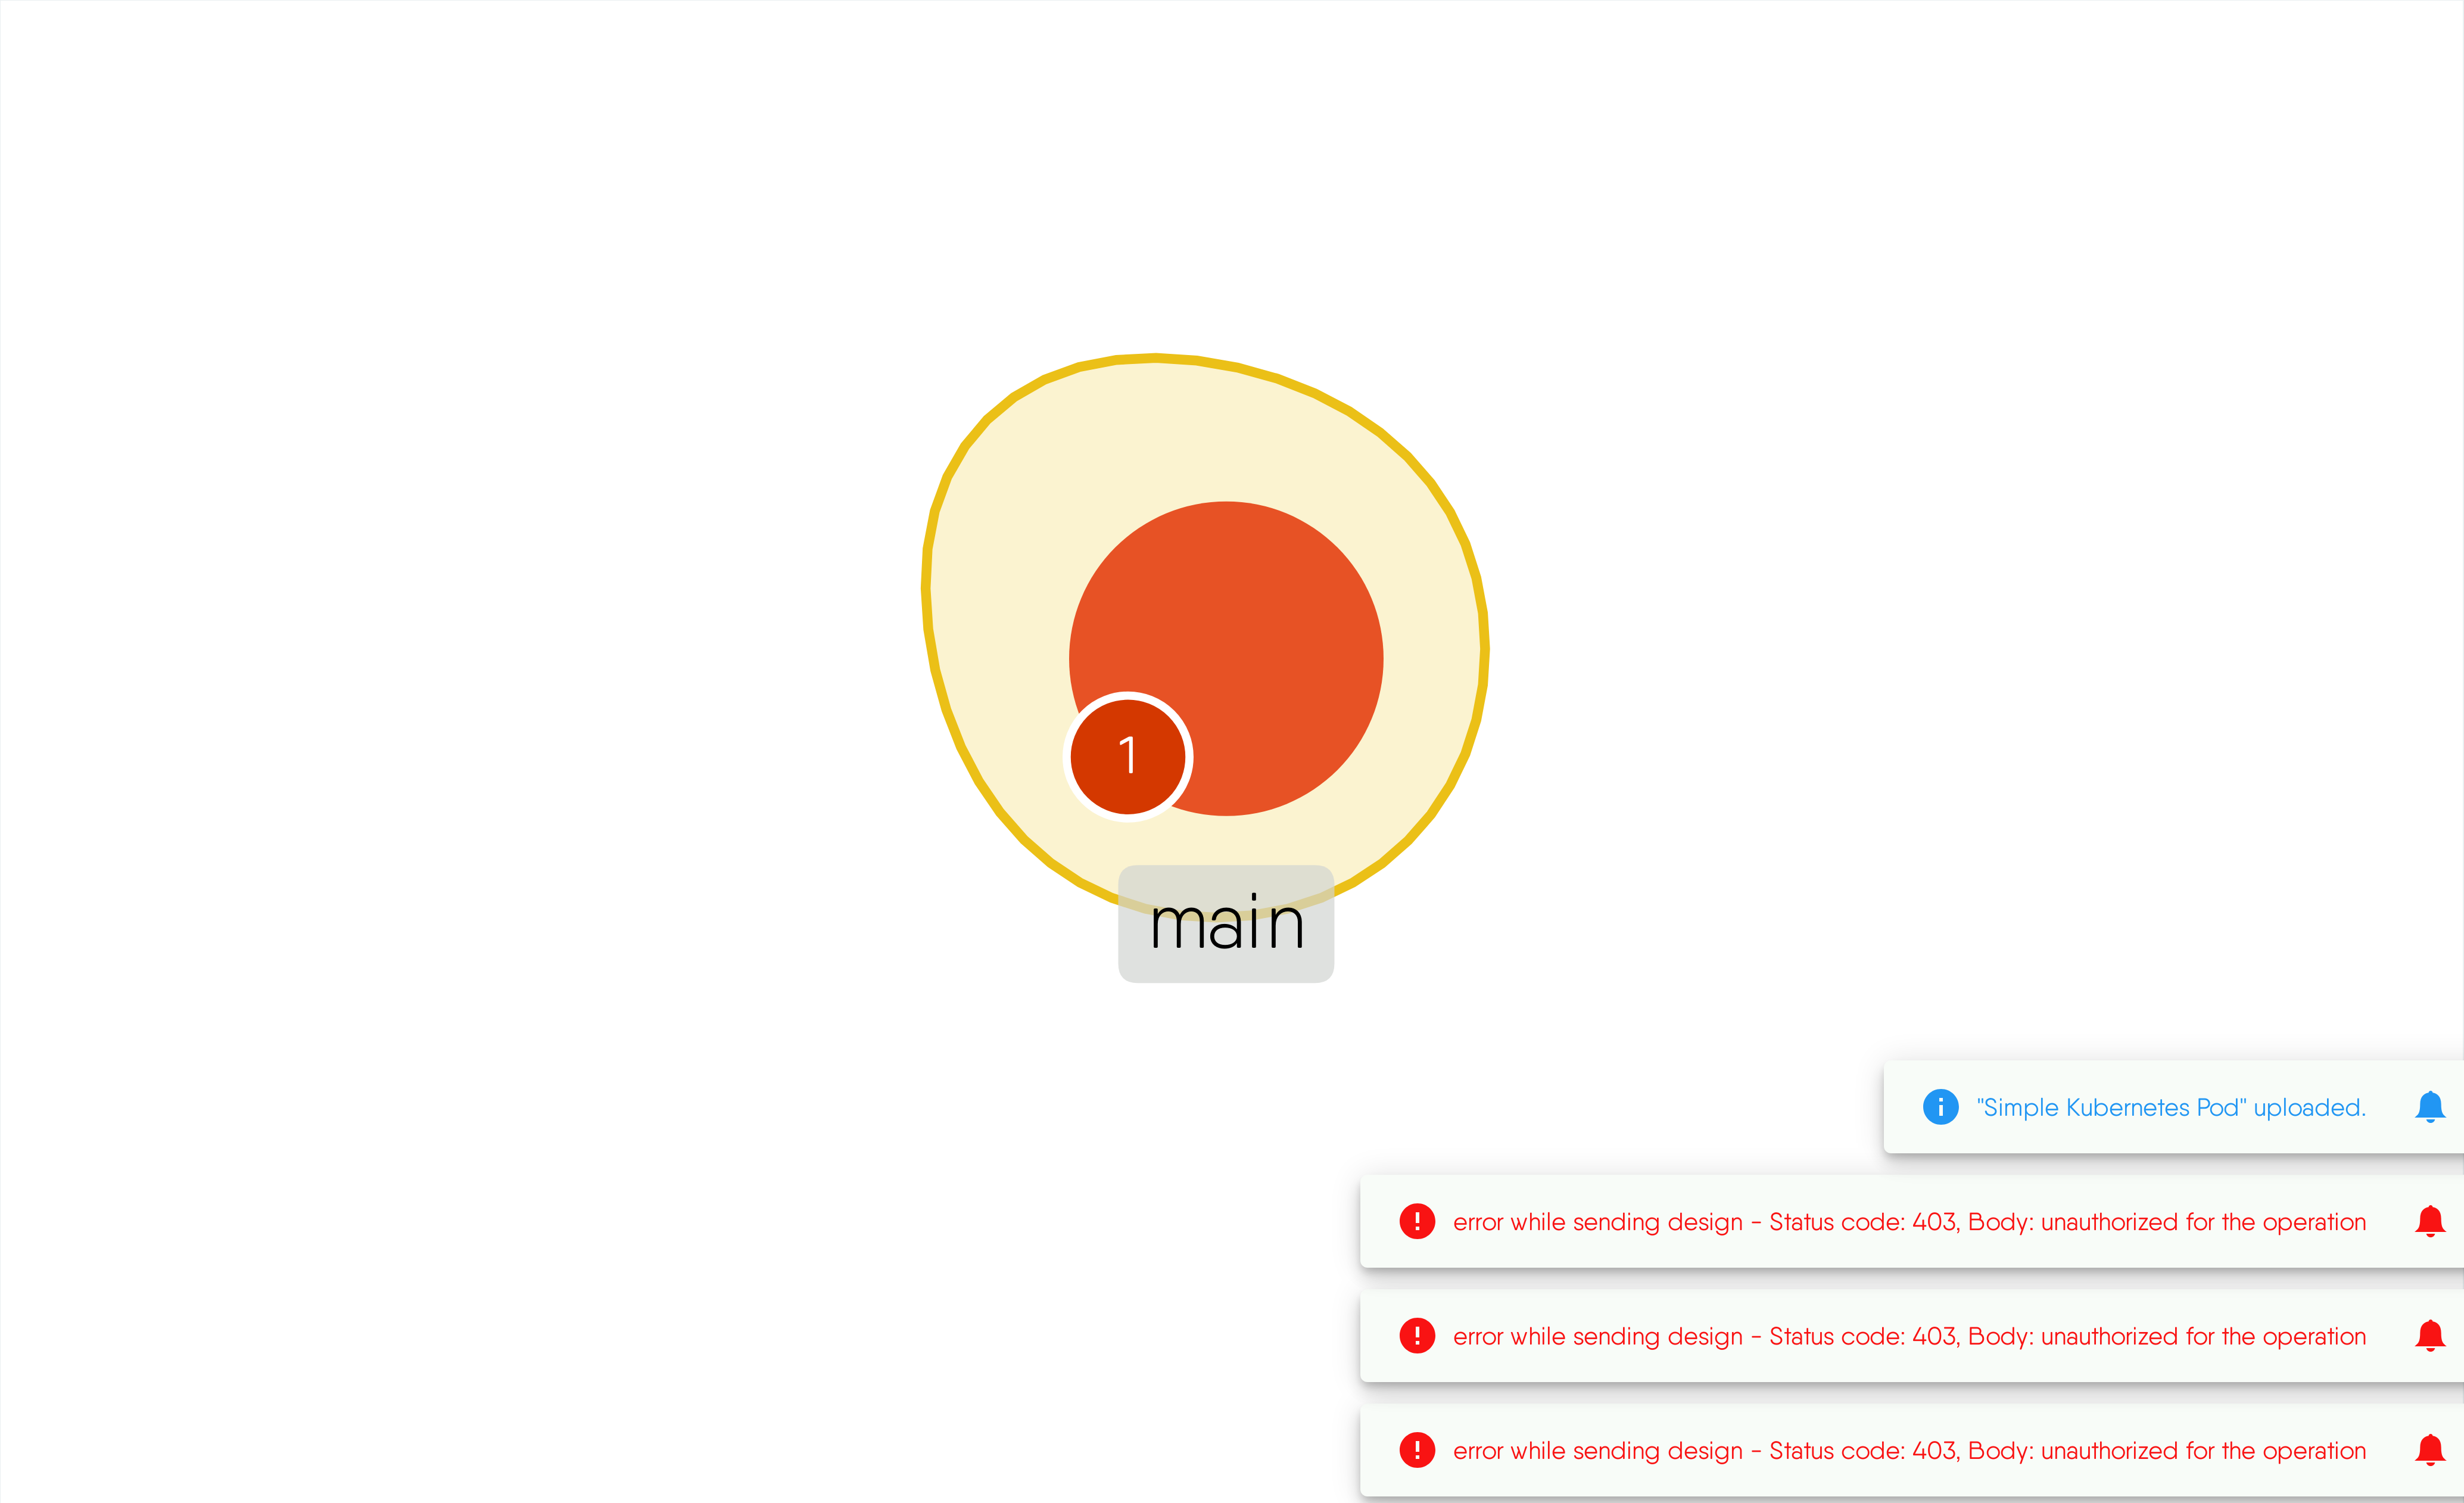 1
main
"Simple Kubernetes Pod" uploaded.
error while sending design - Status code: 403, Body: unauthorized for the operation
error while sending design - Status code: 403, Body: unauthorized for the operation
error while sending design - Status code: 403, Body: unauthorized for the operation